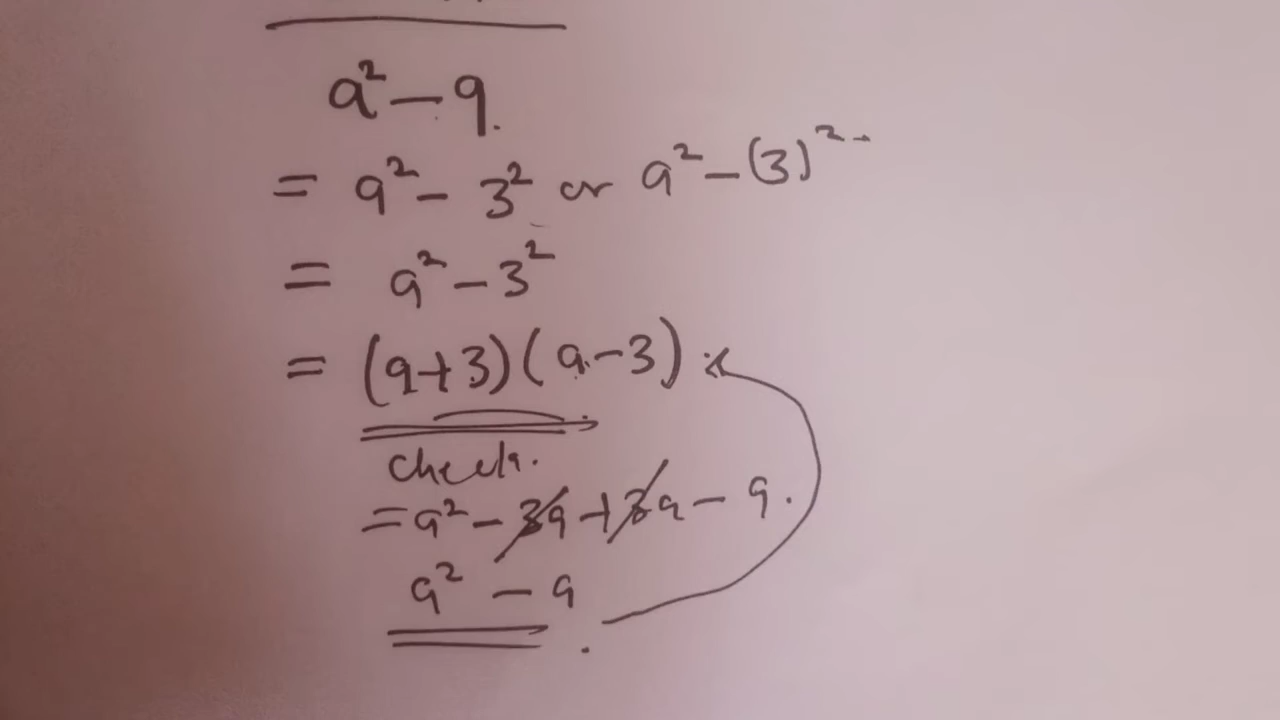 a² - 9.
= a² - 3² or a² - (3)².
= a² - 3²
= (a+3)(a-3)
check.
= a² - 3a + 3a - 9.
a² - 9